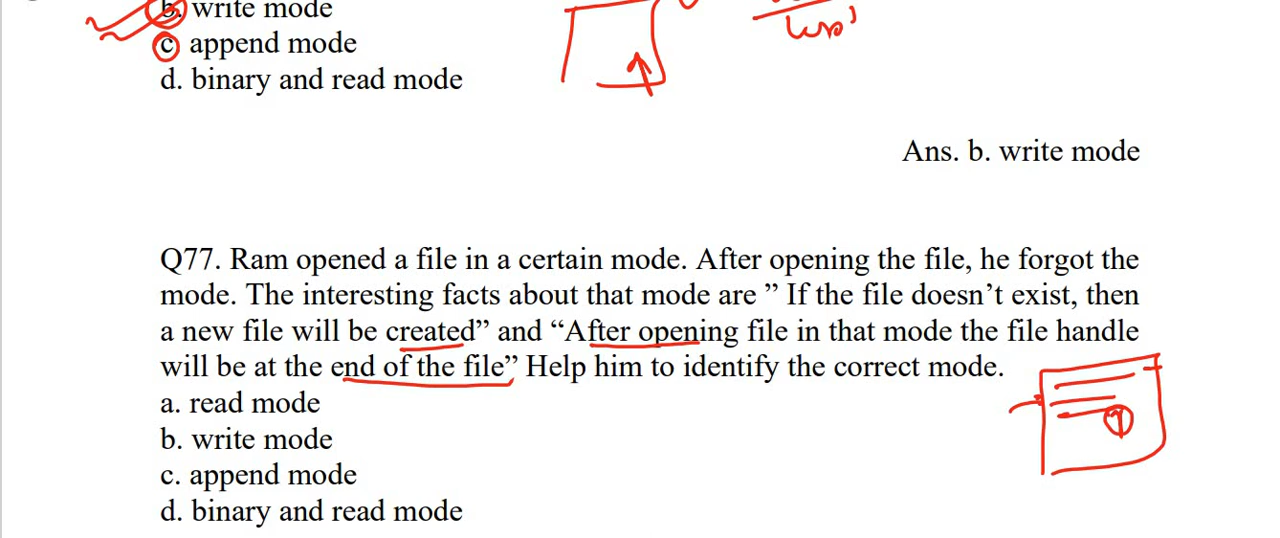 b. write mode
c append mode
d. binary and read mode
Ans. b. write mode
Q77. Ram opened a file in a certain mode. After opening the file, he forgot the
mode. The interesting facts about that mode are ” If the file doesn’t exist, then
a new file will be created” and “After opening file in that mode the file handle
will be at the end of the file” Help him to identify the correct mode.
a. read mode
b. write mode
c. append mode
d. binary and read mode